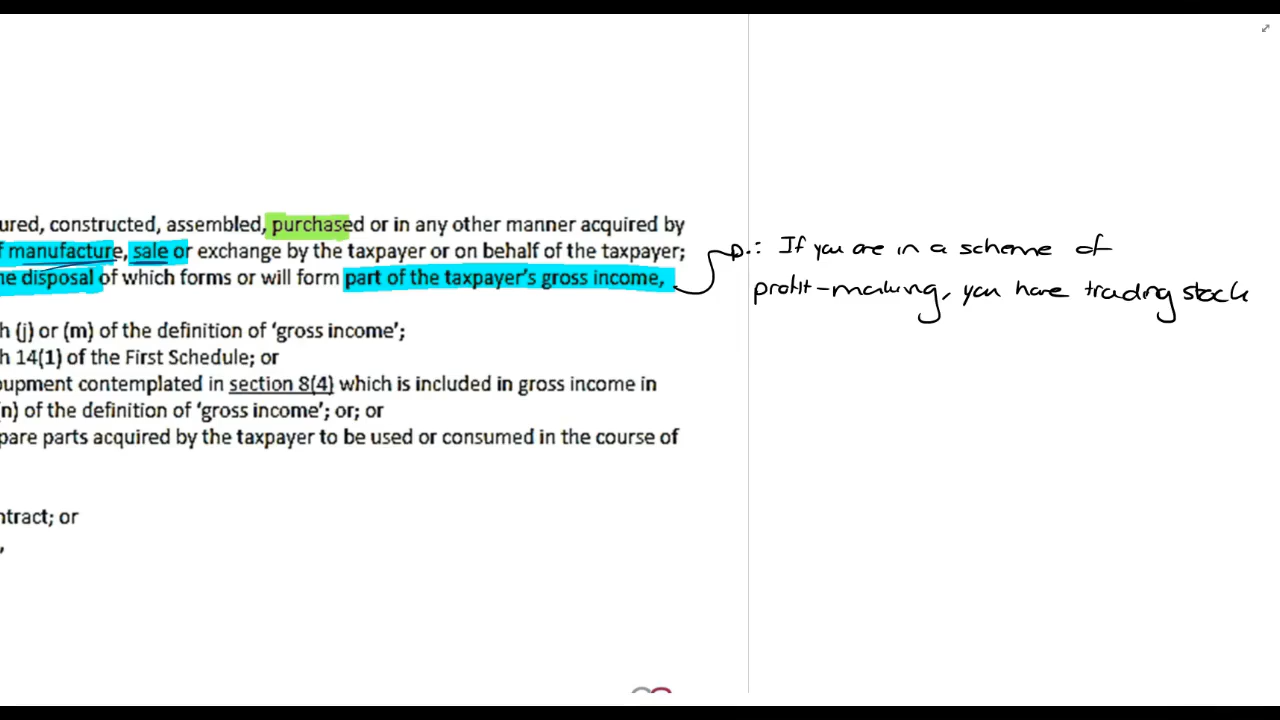 ured, constructed, assembled, purchased or in any other manner acquired by
f manufacture, sale or exchange by the taxpayer or on behalf of the taxpayer;
he disposal of which forms or will form part of the taxpayer's gross income,
∴ If you are in a scheme of
profit-making, you have trading stock
h (j) or (m) of the definition of 'gross income';
h 14(1) of the First Schedule; or
oupment contemplated in section 8(4) which is included in gross income in
(n) of the definition of 'gross income'; or; or
pare parts acquired by the taxpayer to be used or consumed in the course of
ntract; or
,